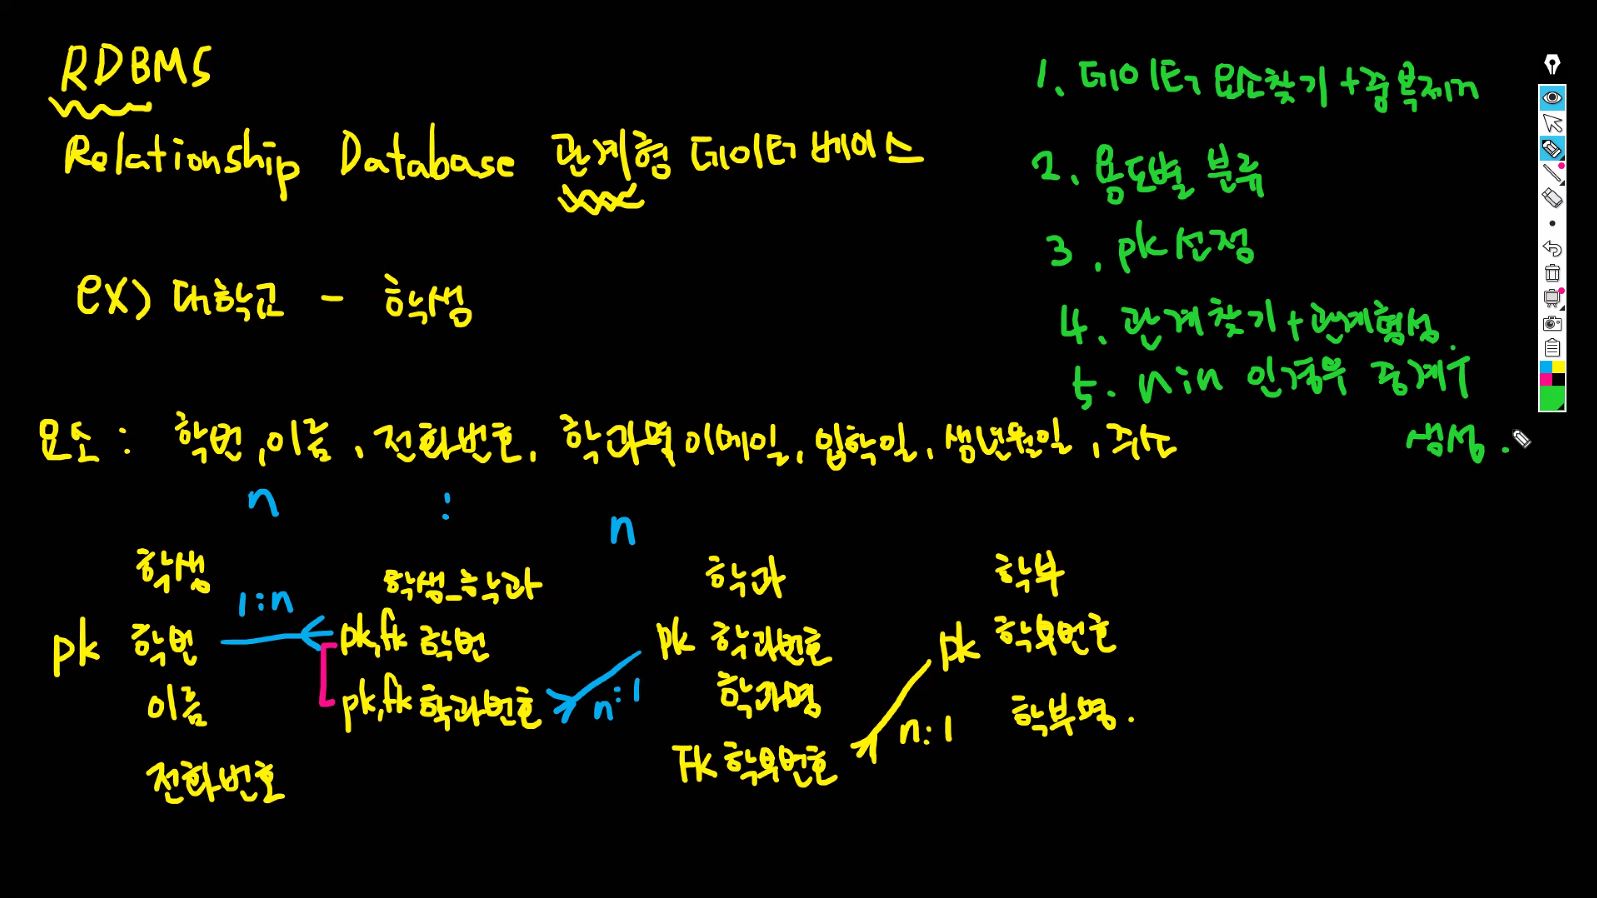 RDBMS
Relationship Database 관계형 데이터 베이스
ex) 대학교 - 학생
1. 데이터 요소찾기 + 중복제거
2. 용도별 분류
3. pk선정
4. 관계찾기 + 관계형성.
5. n:n 인경우 중계T
생성.
요소 : 학번, 이름, 전화번호, 학과명 이메일, 입학일, 생년원일, 주소
n : n
학생 학생_학과 학과 학부
1:n
pk 학번 pk,fk 학번 pk 학과번호 pk 학부번호
이름 pk,fk 학과번호 n:1 학과명 학부명.
전화번호 Fk 학부번호 n:1